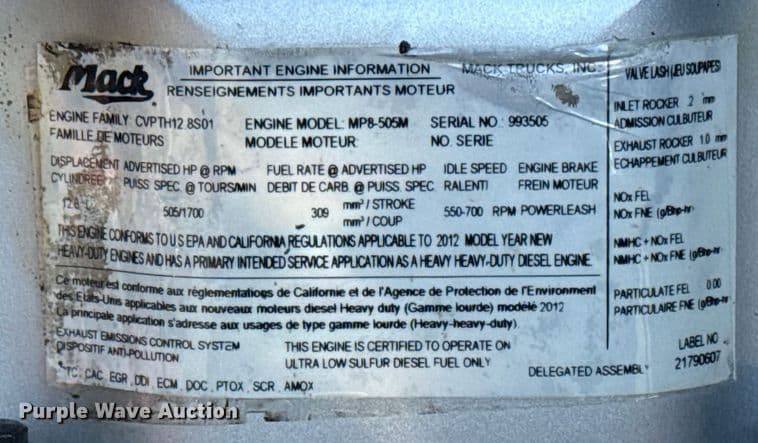 Mack
IMPORTANT ENGINE INFORMATION
MACK TRUCKS, INC.
RENSEIGNEMENTS IMPORTANTS MOTEUR
ENGINE FAMILY CVPTH12.8S01
ENGINE MODEL: MP8-505M
SERIAL NO.: 993505
FAMILLE DE MOTEURS
MODELE MOTEUR
NO. SERIE
DISPLACEMENT ADVERTISED HP @ RPM
FUEL RATE @ ADVERTISED HP
IDLE SPEED
ENGINE BRAKE
CYLINDREE PUISS. SPEC. @ TOURS/MIN
DEBIT DE CARB. @ PUISS. SPEC
RALENTI
FREIN MOTEUR
12.8 L
505/1700
309
mm³ / STROKE
mm³ / COUP
550-700 RPM
POWERLEASH
THIS ENGINE CONFORMS TO U S EPA AND CALIFORNIA REGULATIONS APPLICABLE TO 2012 MODEL YEAR NEW
HEAVY-DUTY ENGINES AND HAS A PRIMARY INTENDED SERVICE APPLICATION AS A HEAVY HEAVY-DUTY DIESEL ENGINE
Ce moteur est conforme aux réglementations de Californie et de l'Agence de Protection de l'Environment
des Etats-Unis applicables aux nouveaux moteurs diesel Heavy duty (Gamme lourde) modélé 2012
La principale application s'adresse aux usages de type gamme lourde (Heavy-heavy-duty).
EXHAUST EMISSIONS CONTROL SYSTEM
DISPOSITIF ANTI-POLLUTION
TC, CAC, EGR, DDI, ECM, DOC, PTOX, SCR, AMOX
THIS ENGINE IS CERTIFIED TO OPERATE ON
ULTRA LOW SULFUR DIESEL FUEL ONLY
DELEGATED ASSEMBLY
VALVE LASH (JEU SOUPAPES)
INLET ROCKER 2 mm
ADMISSION CULBUTEUR
EXHAUST ROCKER 1.0 mm
ECHAPPEMENT CULBUTEUR
NOx FEL
NOx FNE (g/Bhp-hr)
NMHC + NOx FEL
NMHC + NOx FNE (g/Bhp-hr)
PARTICULATE FEL 0.00
PARTICULAIRE FNE (g/Bhp-hr)
LABEL NO
21790607
Purple Wave Auction